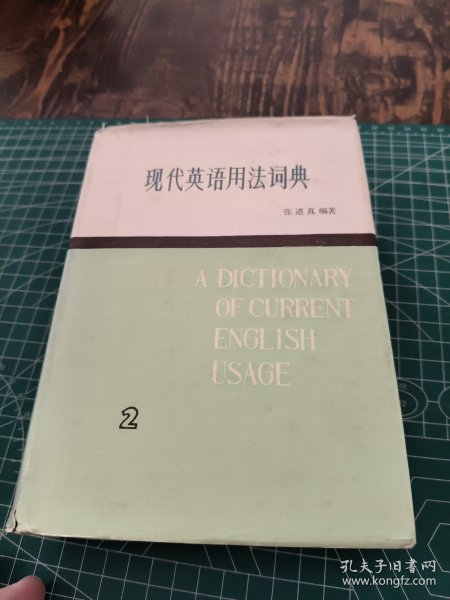 现代英语用法词典
张道真 编著
A DICTIONARY
OF CURRENT
ENGLISH
USAGE
2
孔夫子旧书网
www.kongfz.com